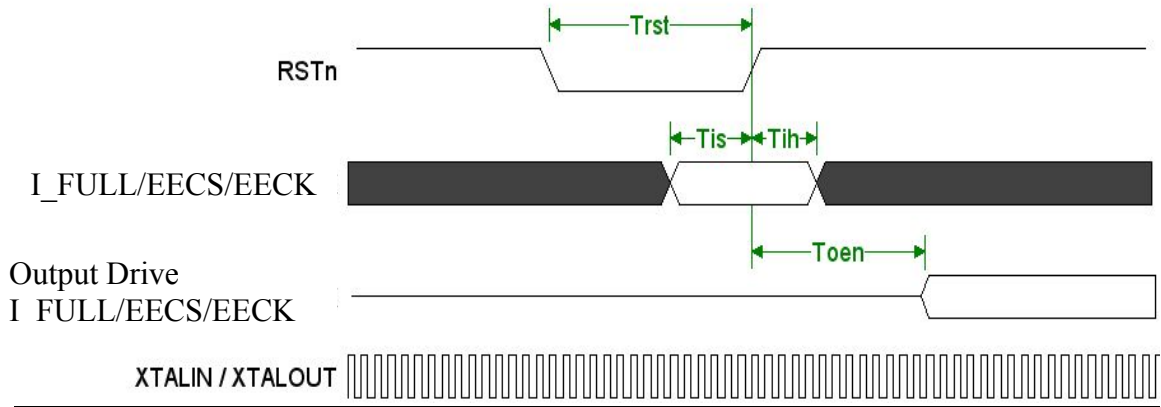 Trst
RSTn
Tis Tih
I_FULL/EECS/EECK
Toen
Output Drive
I_FULL/EECS/EECK
XTALIN / XTALOUT